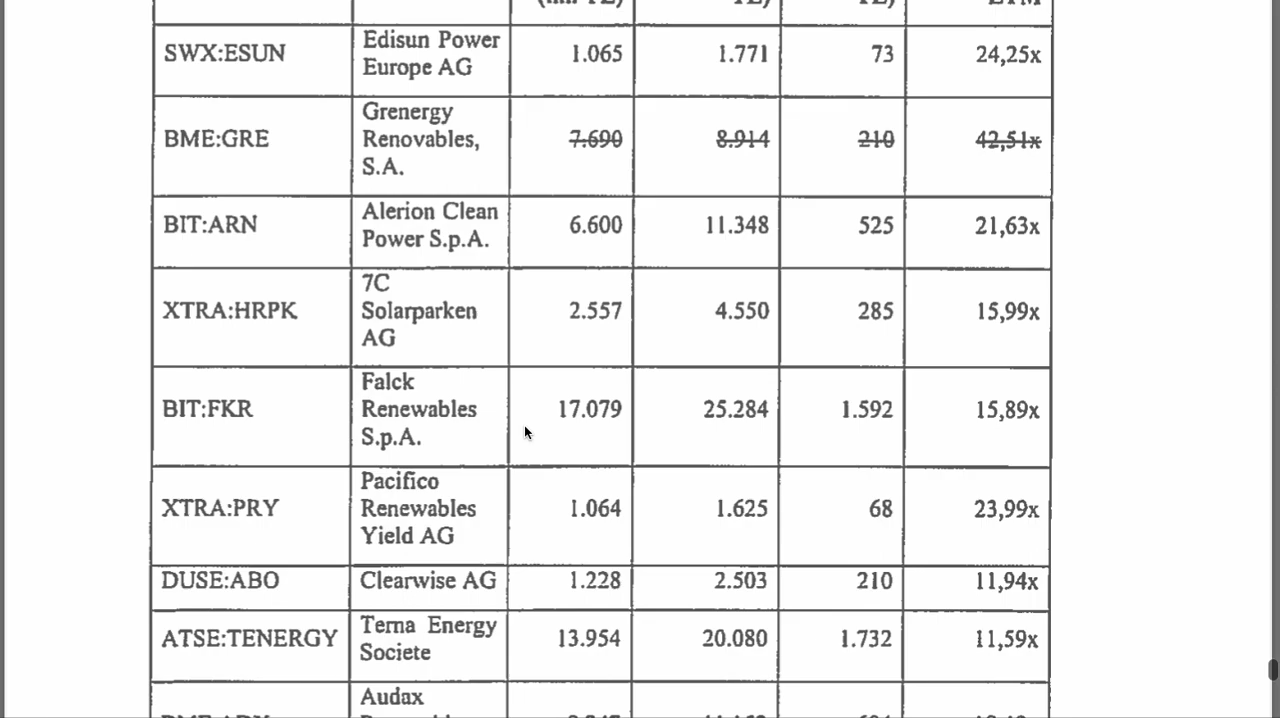 SWX:ESUN
Edisun Power
Europe AG
1.065
1.771
73
24,25x
BME:GRE
Grenergy
Renovables,
S.A.
7.690
8.914
210
42,51x
BIT:ARN
Alerion Clean
Power S.p.A.
6.600
11.348
525
21,63x
XTRA:HRPK
7C
Solarparken
AG
2.557
4.550
285
15,99x
BIT:FKR
Falck
Renewables
S.p.A.
17.079
25.284
1.592
15,89x
XTRA:PRY
Pacifico
Renewables
Yield AG
1.064
1.625
68
23,99x
DUSE:ABO
Clearwise AG
1.228
2.503
210
11,94x
ATSE:TENERGY
Terna Energy
Societe
13.954
20.080
1.732
11,59x
Audax